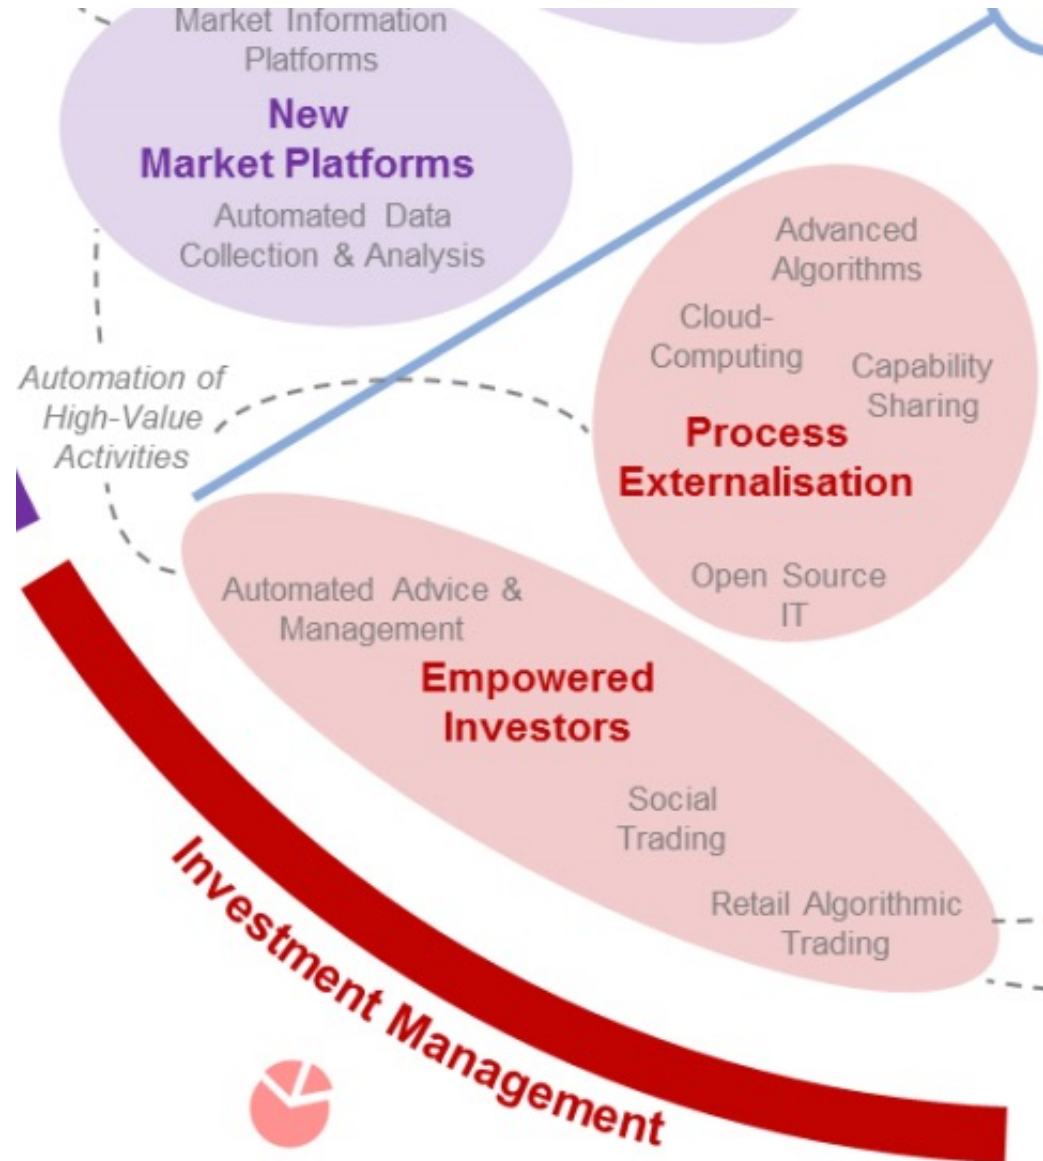 Market Information
Platforms
New
Market Platforms
Automated Data
Collection & Analysis
Advanced
Algorithms
Cloud-
Computing
Capability
Sharing
Process
Externalisation
Open Source
IT
Automation of
High-Value
Activities
Automated Advice &
Management
Empowered
Investors
Social
Trading
Retail Algorithmic
Trading
Investment Management